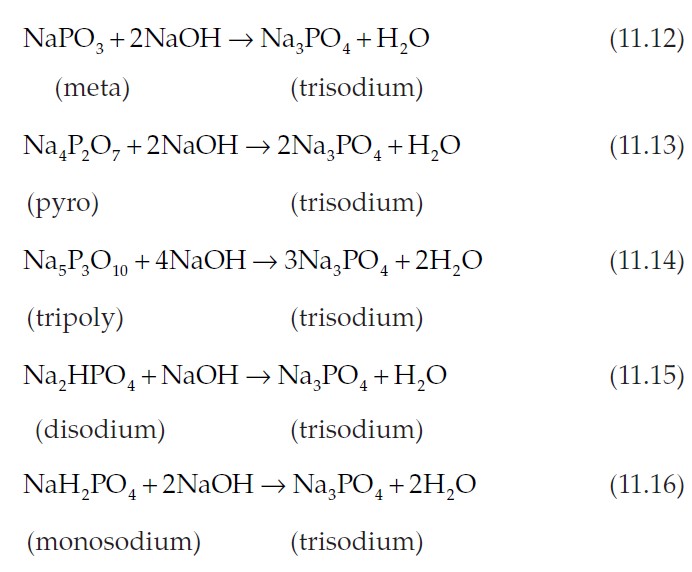 NaPO₃ + 2NaOH → Na₃PO₄ + H₂O (11.12)
(meta) (trisodium)
Na₄P₂O₇ + 2NaOH → 2Na₃PO₄ + H₂O (11.13)
(pyro) (trisodium)
Na₅P₃O₁₀ + 4NaOH → 3Na₃PO₄ + 2H₂O (11.14)
(tripoly) (trisodium)
Na₂HPO₄ + NaOH → Na₃PO₄ + H₂O (11.15)
(disodium) (trisodium)
NaH₂PO₄ + 2NaOH → Na₃PO₄ + 2H₂O (11.16)
(monosodium) (trisodium)